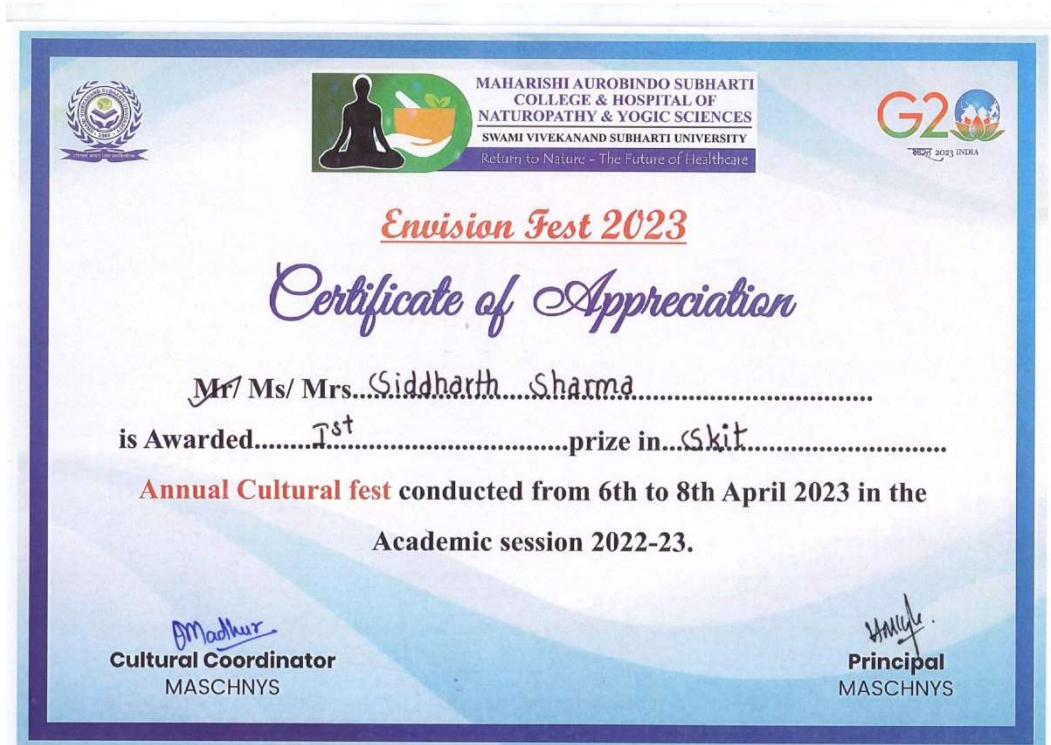 MAHARISHI AUROBINDO SUBHARTI
COLLEGE & HOSPITAL OF
NATUROPATHY & YOGIC SCIENCES
SWAMI VIVEKANAND SUBHARTI UNIVERSITY
Return to Nature - The Future of Healthcare
G20
भारत 2023 INDIA
Envision Fest 2023
Certificate of Appreciation
Mr/ Ms/ Mrs...Siddharth Sharma...
is Awarded...Ist...prize in...Skit...
Annual Cultural fest conducted from 6th to 8th April 2023 in the
Academic session 2022-23.
Madhur
Cultural Coordinator
MASCHNYS
Principal
MASCHNYS